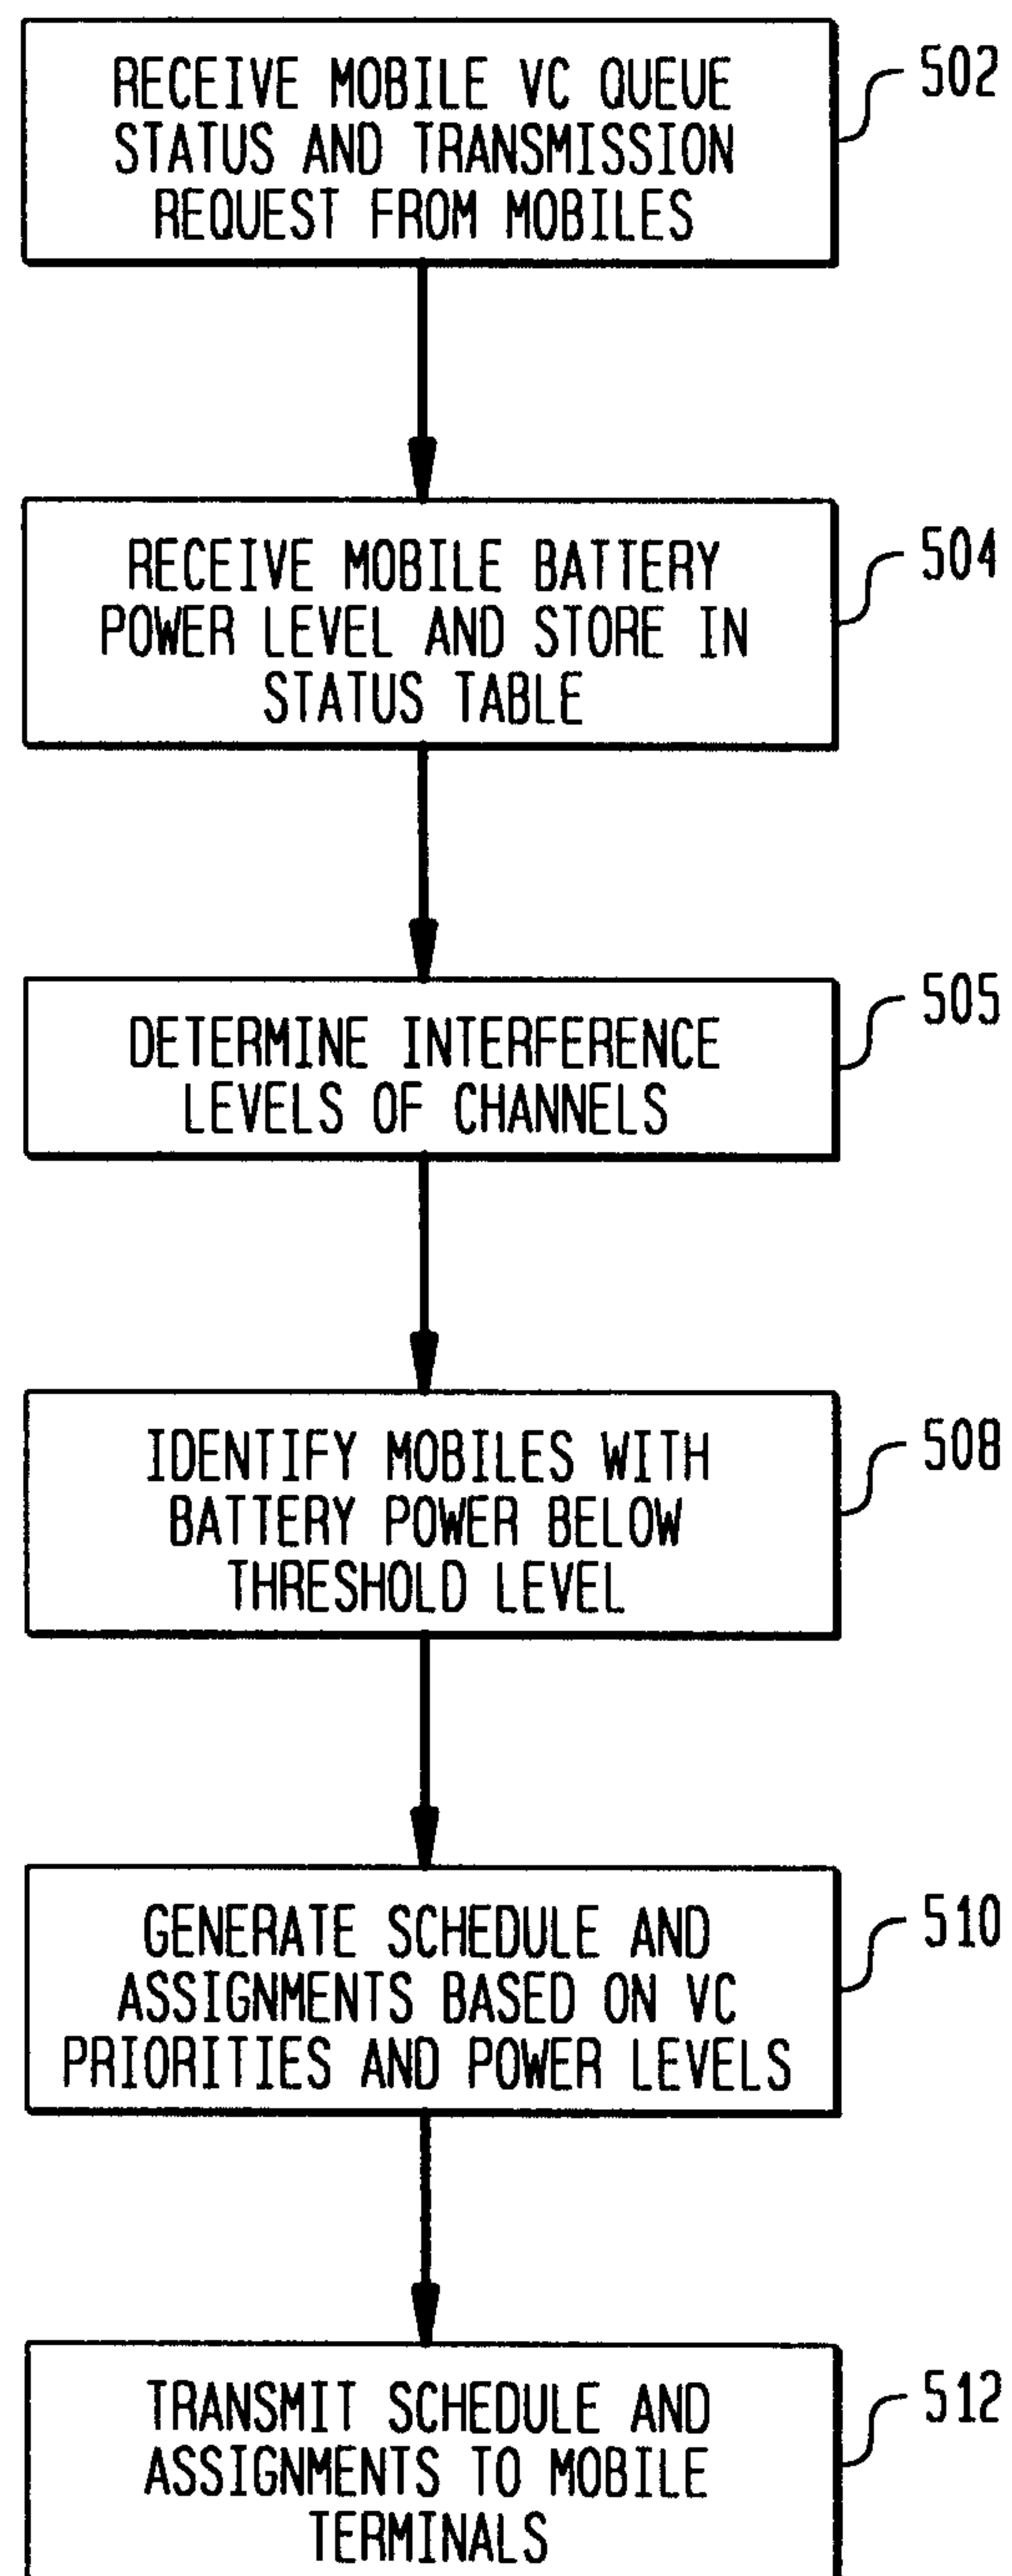 RECEIVE MOBILE VC QUEUE
STATUS AND TRANSMISSION
REQUEST FROM MOBILES
502
RECEIVE MOBILE BATTERY
POWER LEVEL AND STORE IN
STATUS TABLE
504
DETERMINE INTERFERENCE
LEVELS OF CHANNELS
505
IDENTIFY MOBILES WITH
BATTERY POWER BELOW
THRESHOLD LEVEL
508
GENERATE SCHEDULE AND
ASSIGNMENTS BASED ON VC
PRIORITIES AND POWER LEVELS
510
TRANSMIT SCHEDULE AND
ASSIGNMENTS TO MOBILE
TERMINALS
512